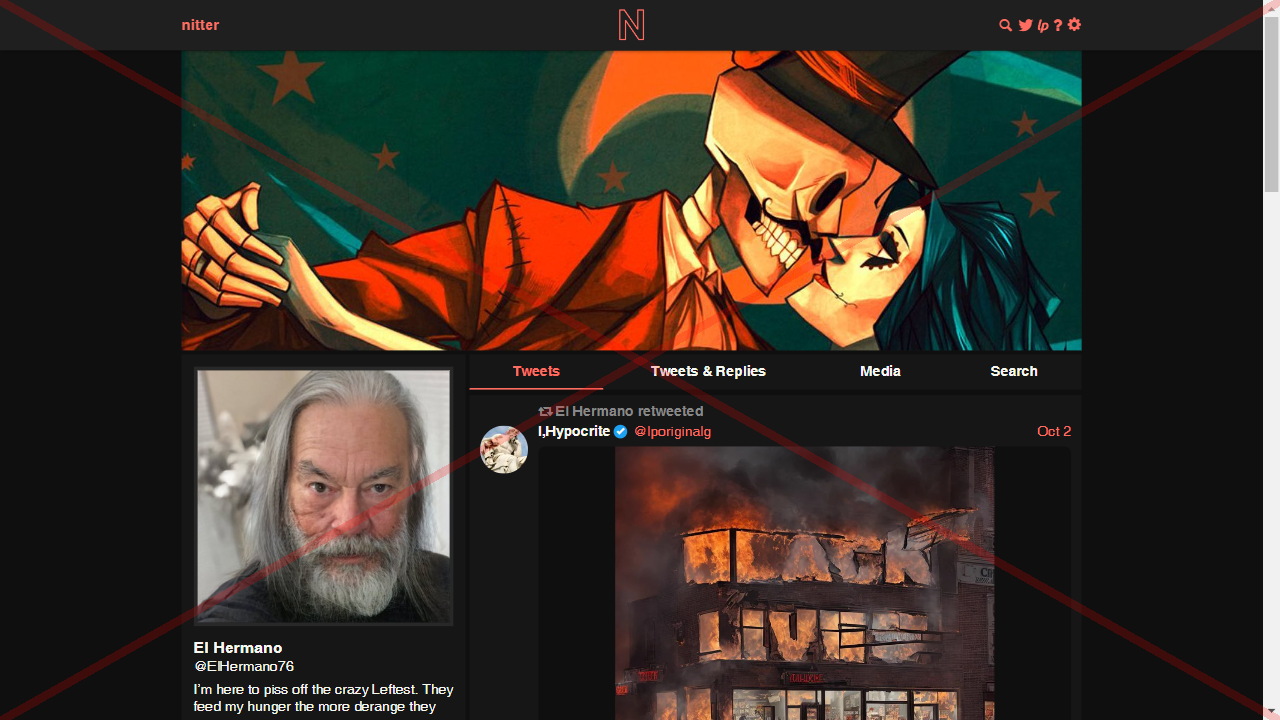 nitter
N
lp ?
Tweets
Tweets & Replies
Media
Search
El Hermano retweeted
I,Hypocrite @Iporiginalg
Oct 2
El Hermano
@ElHermano76
I'm here to piss off the crazy Leftest. They
feed my hunger the more derange they